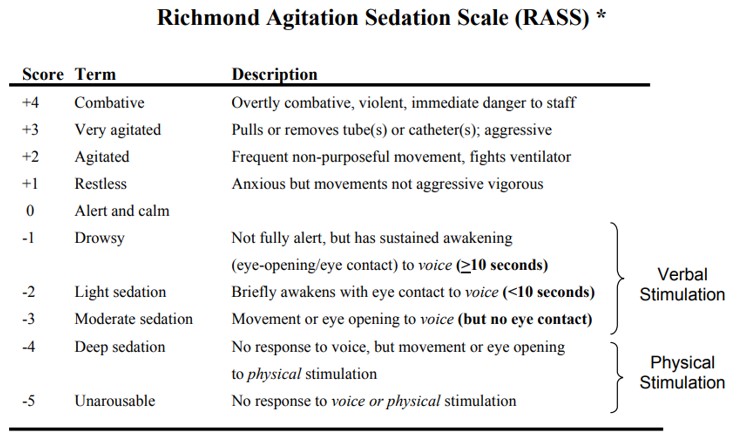 Richmond Agitation Sedation Scale (RASS) *
Score Term Description
+4 Combative Overtly combative, violent, immediate danger to staff
+3 Very agitated Pulls or removes tube(s) or catheter(s); aggressive
+2 Agitated Frequent non-purposeful movement, fights ventilator
+1 Restless Anxious but movements not aggressive vigorous
0 Alert and calm
-1 Drowsy Not fully alert, but has sustained awakening
(eye-opening/eye contact) to voice (≥10 seconds)
-2 Light sedation Briefly awakens with eye contact to voice (<10 seconds)
-3 Moderate sedation Movement or eye opening to voice (but no eye contact)
Verbal
Stimulation
-4 Deep sedation No response to voice, but movement or eye opening
to physical stimulation
-5 Unarousable No response to voice or physical stimulation
Physical
Stimulation